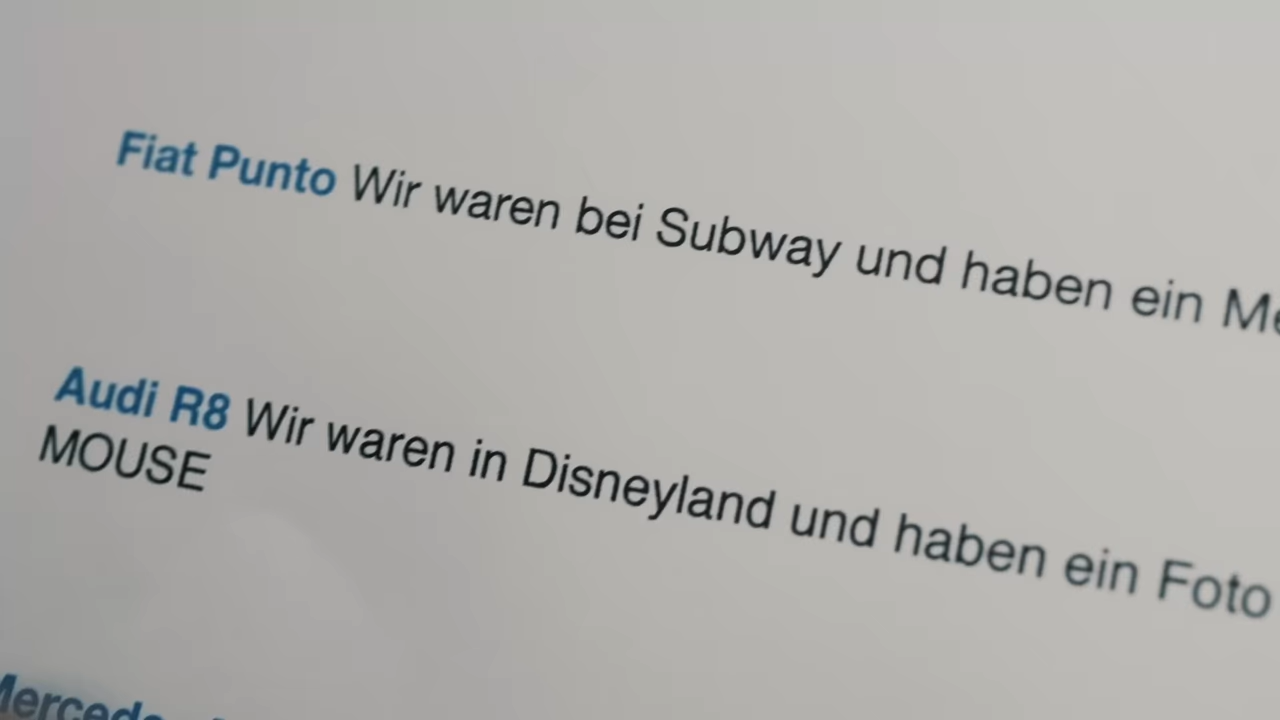 Fiat Punto Wir waren bei Subway und haben ein
Audi R8 Wir waren in Disneyland und haben ein Foto
MOUSE